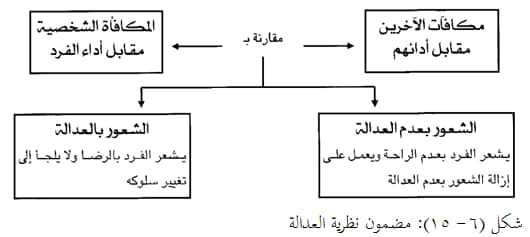 مكافآت الآخرين
مقابل أدائهم
مقارنة بـ
المكافأة الشخصية
مقابل أداء الفرد
الشعور بعدم العدالة
يشعر الفرد بعدم الراحة ويعمل على
إزالة الشعور بعدم العدالة
الشعور بالعدالة
يشعر الفرد بالرضا ولا يلجأ إلى
تغيير سلوكه
شكل (٦- ١٥): مضمون نظرية العدالة